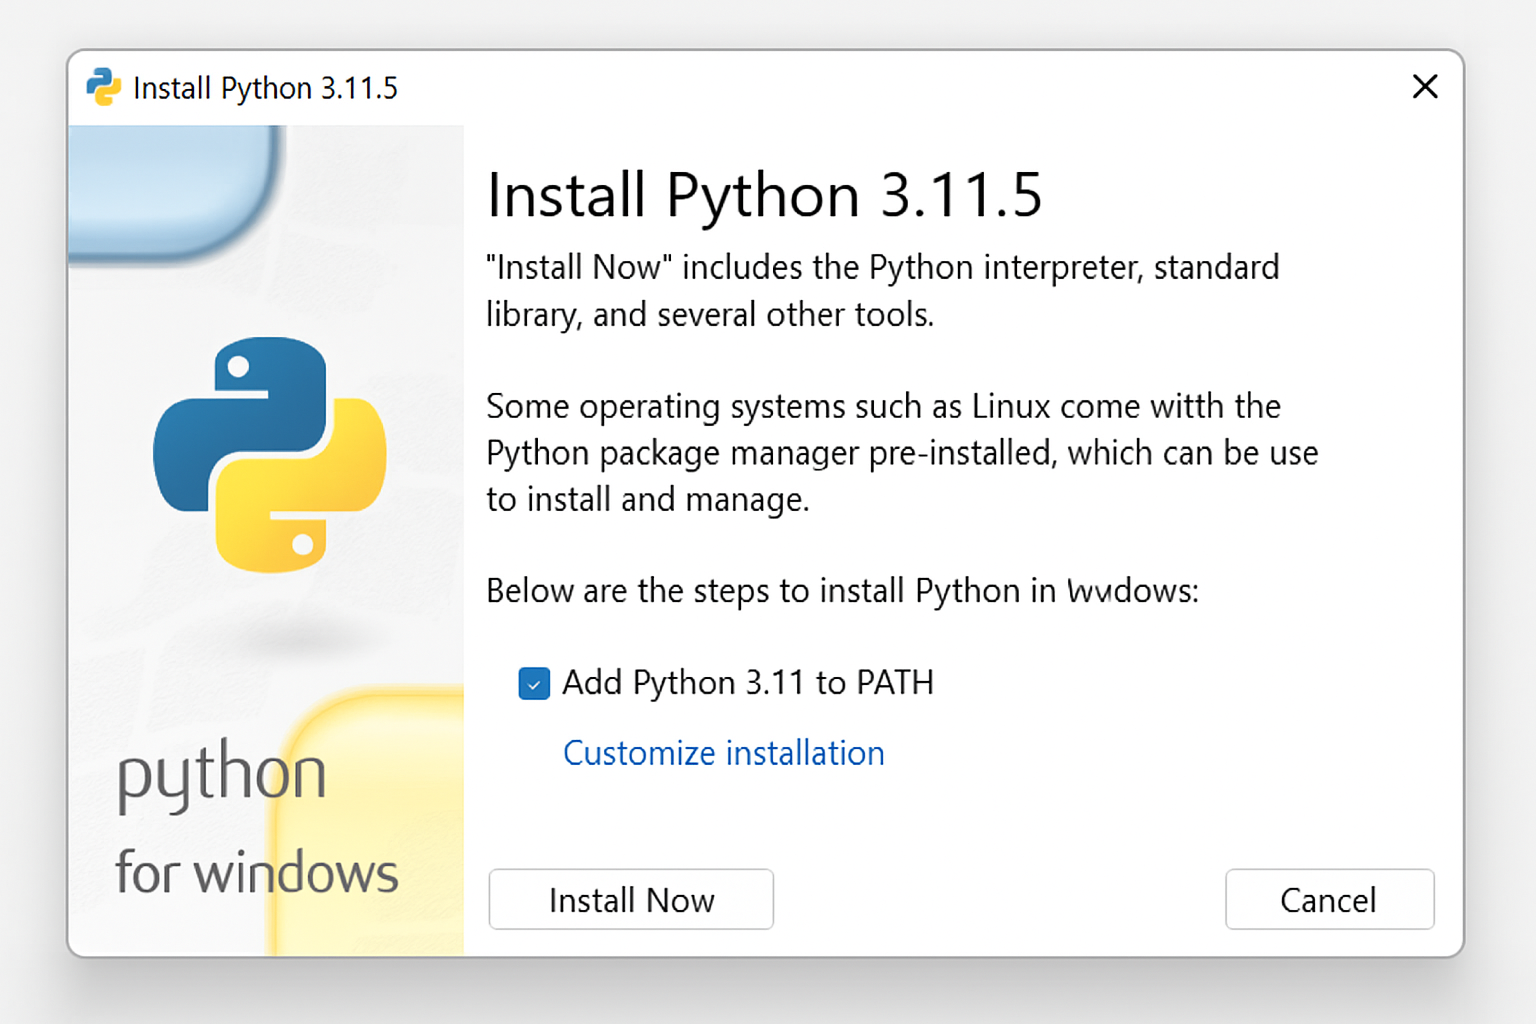 Install Python 3.11.5
Install Python 3.11.5
"Install Now" includes the Python interpreter, standard
library, and several other tools.
Some operating systems such as Linux come witth the
Python package manager pre-installed, which can be use
to install and manage.
Below are the steps to install Python in
Add Python 3.11 to PATH
Customize installation
python
for windows
Install Now
Cancel